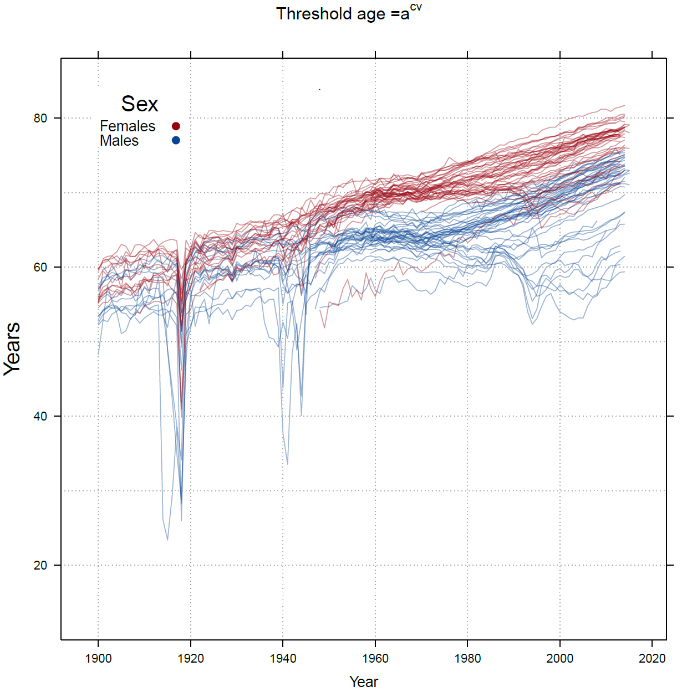 Threshold age =a^cv
Sex
Females
Males
80
60
40
20
Years
1900 1920 1940 1960 1980 2000 2020
Year